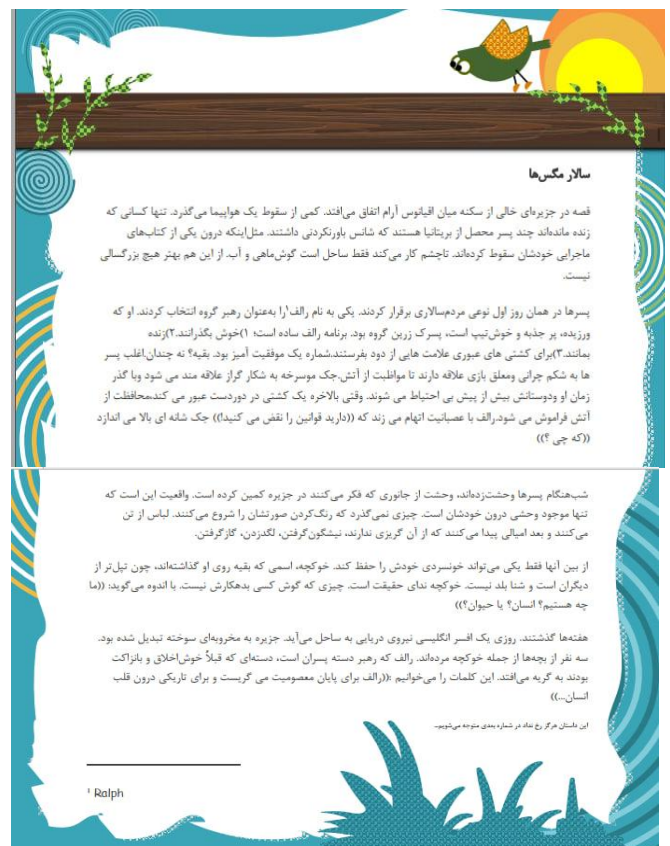 سالار مگس‌ها
قصه در جزیره‌ای خالی از سکنه میان اقیانوس آرام اتفاق می‌افتد. کمی از سقوط یک هواپیما می‌گذرد. تنها کسانی که
زنده مانده‌اند چند پسر محصل از بریتانیا هستند که شانس باورنکردنی داشتند. مثل‌اینکه درون یکی از کتاب‌های
ماجرایی خودشان سقوط کرده‌اند. تاچشم کار می‌کند فقط ساحل است گوش‌ماهی و آب. از این هم بهتر هیچ بزرگسالی
نیست.
پسرها در همان روز اول نوعی مردم‌سالاری برقرار کردند. یکی به نام رالف¹را به‌عنوان رهبر گروه انتخاب کردند. او که
ورزیده، پر جذبه و خوش‌تیپ است، پسرک زرین گروه بود. برنامه رالف ساده است؛ ۱)خوش بگذرانند.۲)زنده
بمانند.۳)برای کشتی های عبوری علامت هایی از دود بفرستند.شماره یک موفقیت آمیز بود. بقیه؟ نه چندان.اغلب پسر
ها به شکم چرانی ومعلق بازی علاقه دارند تا مواظبت از آتش.جک موسرخه به شکار گراز علاقه مند می شود وبا گذر
زمان او ودوستانش بیش از پیش بی احتیاط می شوند. وقتی بالاخره یک کشتی در دوردست عبور می کند،محافظت از
آتش فراموش می شود.رالف با عصبانیت اتهام می زند که ((دارید قوانین را نقض می کنید!)) جک شانه ای بالا می اندازد
((که چی ؟))
شب‌هنگام پسرها وحشت‌زده‌اند، وحشت از جانوری که فکر می‌کنند در جزیره کمین کرده است. واقعیت این است که
تنها موجود وحشی درون خودشان است. چیزی نمی‌گذرد که رنگ‌کردن صورتشان را شروع می‌کنند. لباس از تن
می‌کنند و بعد امیالی پیدا می‌کنند که از آن گریزی ندارند، نیشگون‌گرفتن، لگدزدن، گازگرفتن.
از بین آنها فقط یکی می‌تواند خونسردی خودش را حفظ کند. خوکچه، اسمی که بقیه روی او گذاشته‌اند، چون تپل‌تر از
دیگران است و شنا بلد نیست. خوکچه ندای حقیقت است. چیزی که گوش کسی بدهکارش نیست. با اندوه می‌گوید: ((ما
چه هستیم؟ انسان؟ یا حیوان؟))
هفته‌ها گذشتند. روزی یک افسر انگلیسی نیروی دریایی به ساحل می‌آید. جزیره به مخروبه‌ای سوخته تبدیل شده بود.
سه نفر از بچه‌ها از جمله خوکچه مرده‌اند. رالف که رهبر دسته پسران است، دسته‌ای که قبلاً خوش‌اخلاق و بانزاکت
بودند به گریه می‌افتد. این کلمات را می‌خوانیم :((رالف برای پایان معصومیت می گریست و برای تاریکی درون قلب
انسان...))
این داستان هرگز رخ نداد در شماره بعدی متوجه می‌شویم...
¹ Ralph